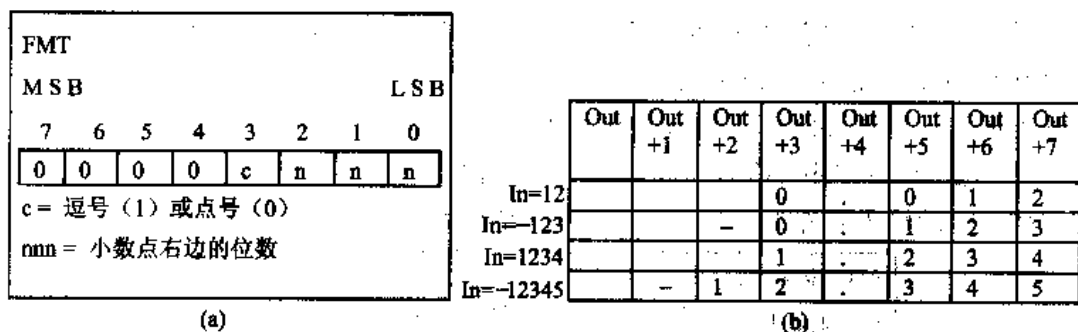 FMT
MSB LSB
7 6 5 4 3 2 1 0
0 0 0 0 c n n n
c = 逗号（1）或点号（0）
nnn = 小数点右边的位数
(a)
Out Out Out Out Out Out Out Out
+1 +2 +3 +4 +5 +6 +7
In=12 0 . 0 1 2
In=-123 - 0 . 1 2 3
In=1234 1 . 2 3 4
In=-12345 - 1 2 . 3 4 5
(b)